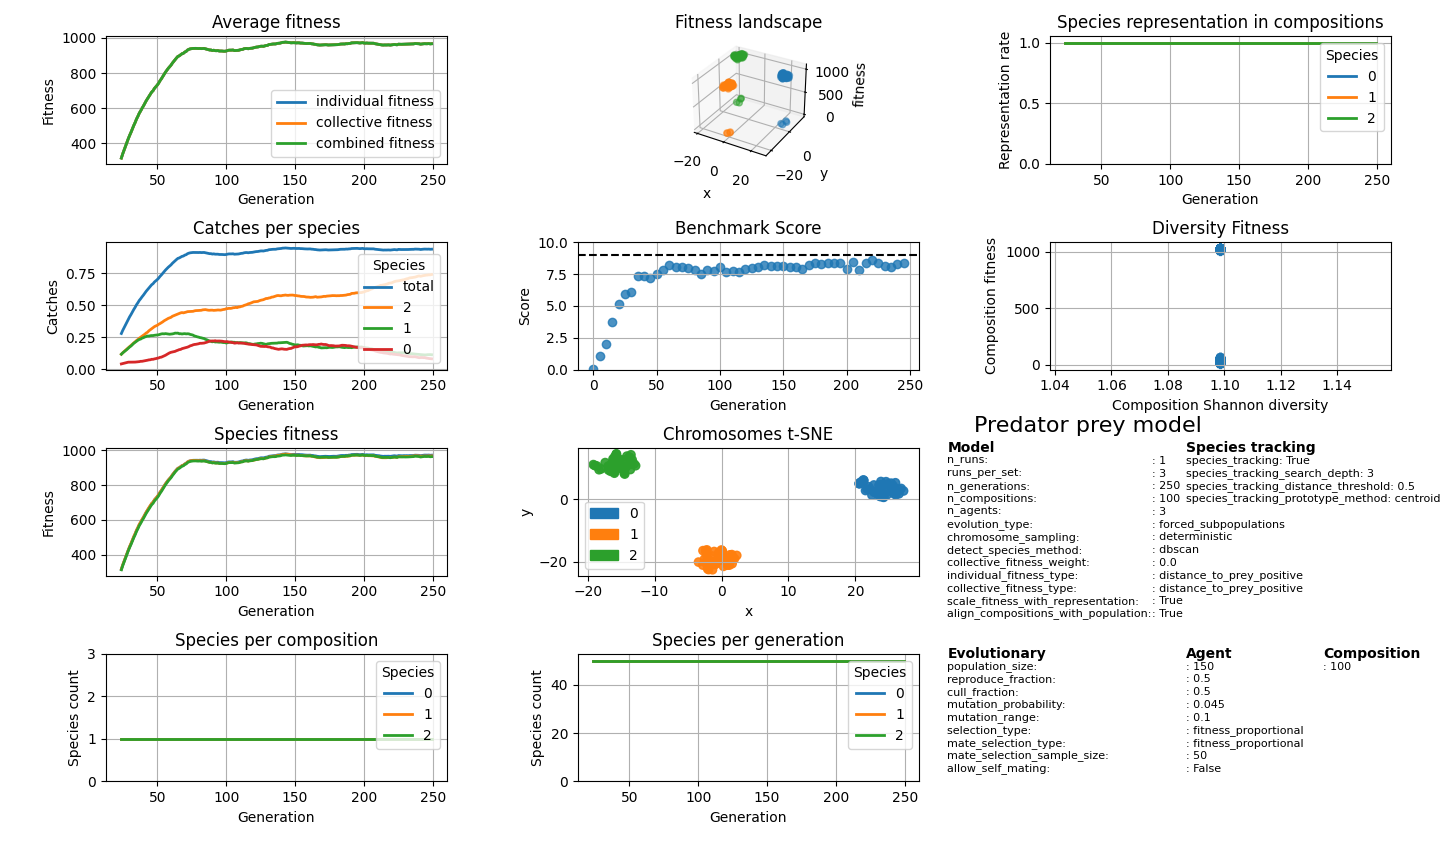 Average fitness
1000
800
600
400
Fitness
individual fitness
collective fitness
combined fitness
50 100 150 200 250
Generation
Fitness landscape
1000
500
0
fitness
−20 0 20
x
−20 0
y
Species representation in compositions
1.0
0.5
0.0
Representation rate
Species
0
1
2
50 100 150 200 250
Generation
Catches per species
0.75
0.50
0.25
0.00
Catches
Species
total
2
1
0
50 100 150 200 250
Generation
Benchmark Score
10.0
7.5
5.0
2.5
0.0
Score
0 50 100 150 200 250
Generation
Diversity Fitness
1000
500
0
Composition fitness
1.04 1.06 1.08 1.10 1.12 1.14
Composition Shannon diversity
Species fitness
1000
800
600
400
Fitness
50 100 150 200 250
Generation
Chromosomes t-SNE
0
−20
y
0
1
2
−20 −10 0 10 20
x
Predator prey model
Model Species tracking
n_runs: : 1 species_tracking: True
runs_per_set: : 3 species_tracking_search_depth: 3
n_generations: : 250 species_tracking_distance_threshold: 0.5
n_compositions: : 100 species_tracking_prototype_method: centroid
n_agents: : 3
evolution_type: : forced_subpopulations
chromosome_sampling: : deterministic
detect_species_method: : dbscan
collective_fitness_weight: : 0.0
individual_fitness_type: : distance_to_prey_positive
collective_fitness_type: : distance_to_prey_positive
scale_fitness_with_representation: : True
align_compositions_with_population: : True
Species per composition
3
2
1
0
Species count
Species
0
1
2
50 100 150 200 250
Generation
Species per generation
40
20
0
Species count
Species
0
1
2
50 100 150 200 250
Generation
Evolutionary Agent Composition
population_size: : 150 : 100
reproduce_fraction: : 0.5
cull_fraction: : 0.5
mutation_probability: : 0.045
mutation_range: : 0.1
selection_type: : fitness_proportional
mate_selection_type: : fitness_proportional
mate_selection_sample_size: : 50
allow_self_mating: : False